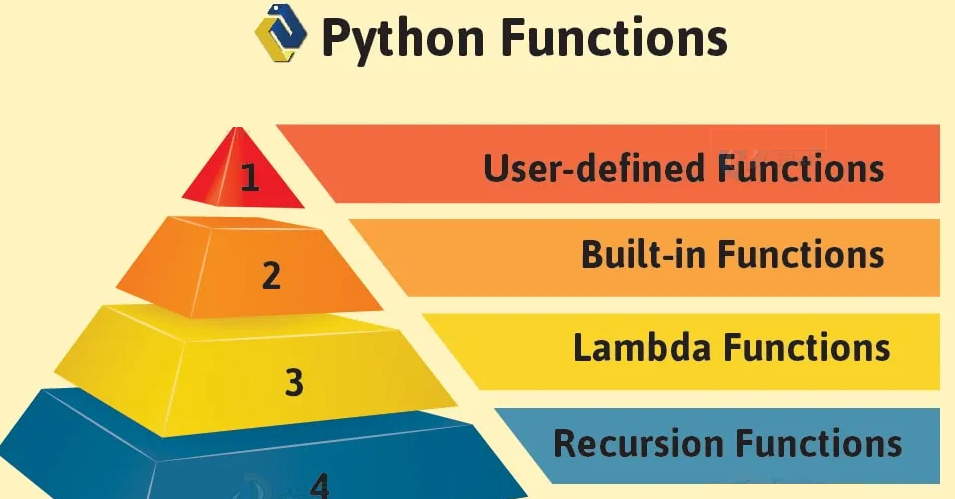 Python Functions
1
User-defined Functions
2
Built-in Functions
3
Lambda Functions
4
Recursion Functions